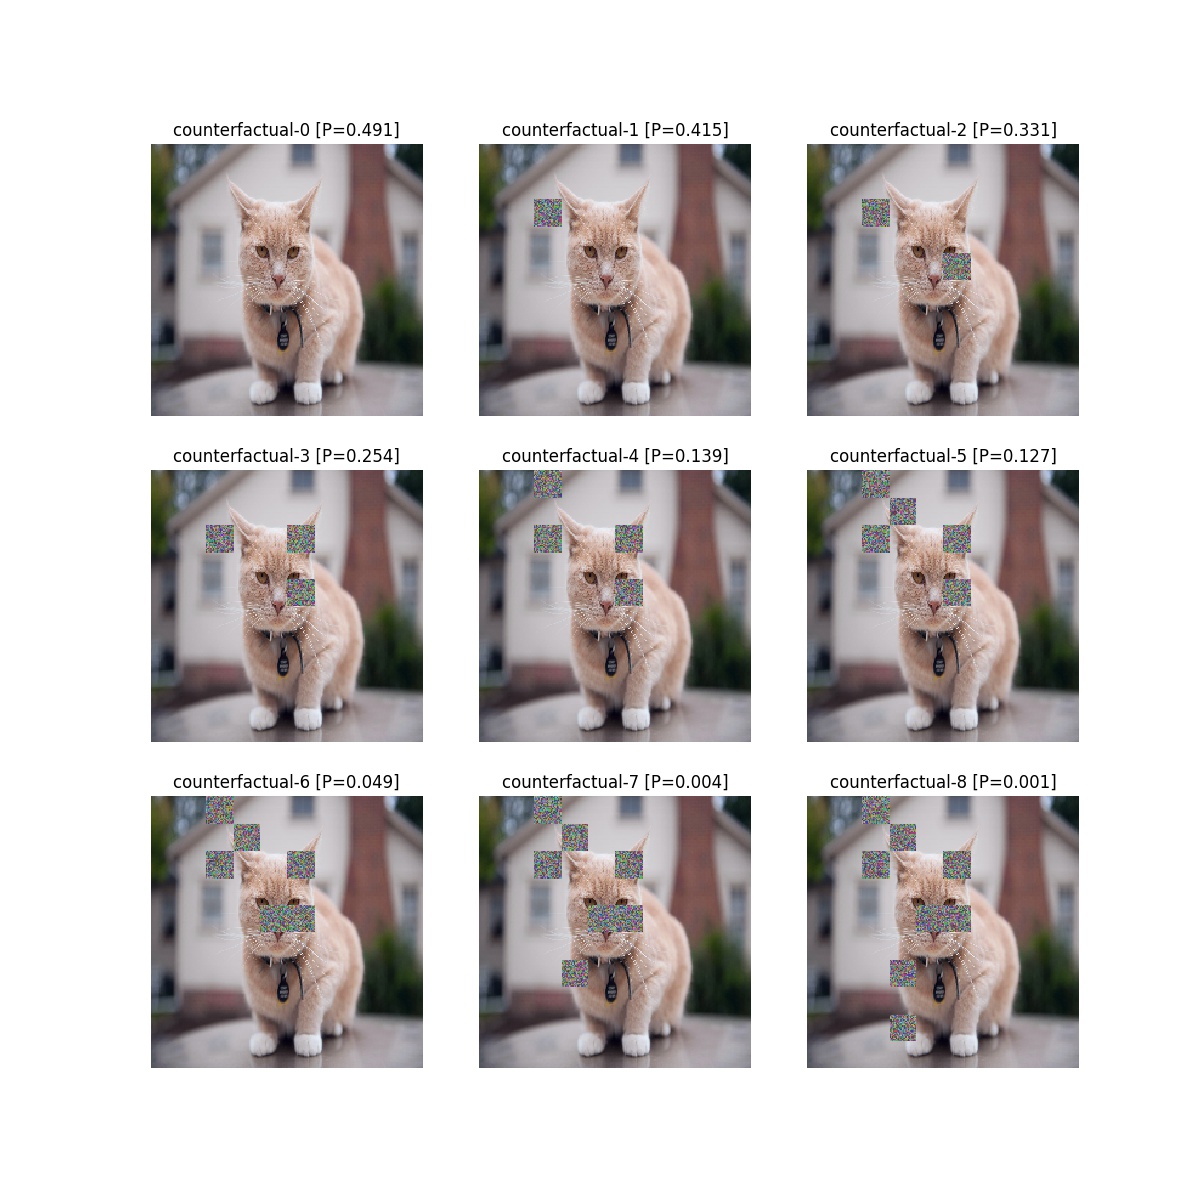 counterfactual-0 [P=0.491]
counterfactual-1 [P=0.415]
counterfactual-2 [P=0.331]
counterfactual-3 [P=0.254]
counterfactual-4 [P=0.139]
counterfactual-5 [P=0.127]
counterfactual-6 [P=0.049]
counterfactual-7 [P=0.004]
counterfactual-8 [P=0.001]